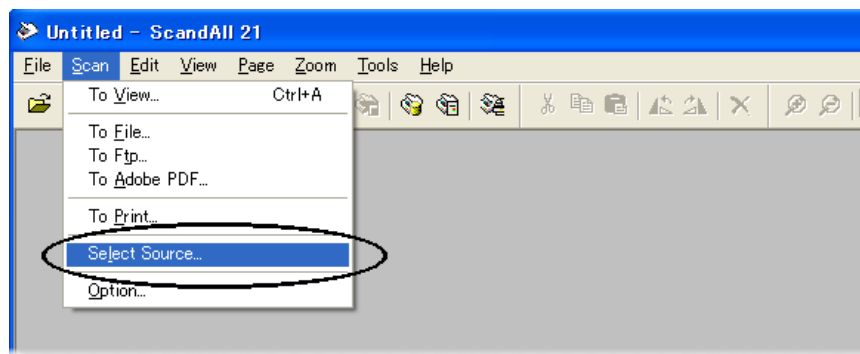 Untitled - ScandAll 21
File Scan Edit View Page Zoom Tools Help
To View... Ctrl+A
To File...
To Ftp...
To Adobe PDF...
To Print...
Select Source...
Option...